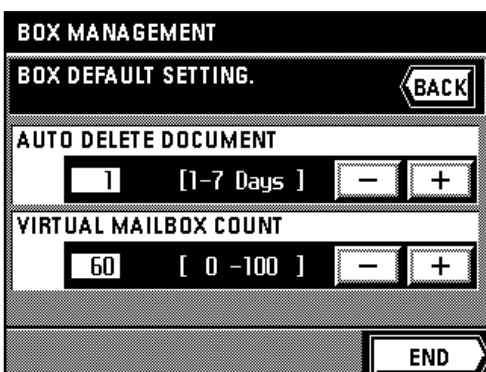 BOX MANAGEMENT
BOX DEFAULT SETTING.
BACK
AUTO DELETE DOCUMENT
1 [1-7 Days ] - +
VIRTUAL MAILBOX COUNT
60 [ 0 -100 ] - +
END